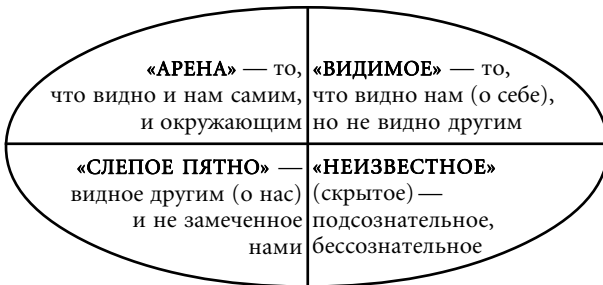 «АРЕНА» — то,
что видно и нам самим,
и окружающим
«ВИДИМОЕ» — то,
что видно нам (о себе),
но не видно другим
«СЛЕПОЕ ПЯТНО» —
видное другим (о нас)
и не замеченное
нами
«НЕИЗВЕСТНОЕ»
(скрытое) —
подсознательное,
бессознательное